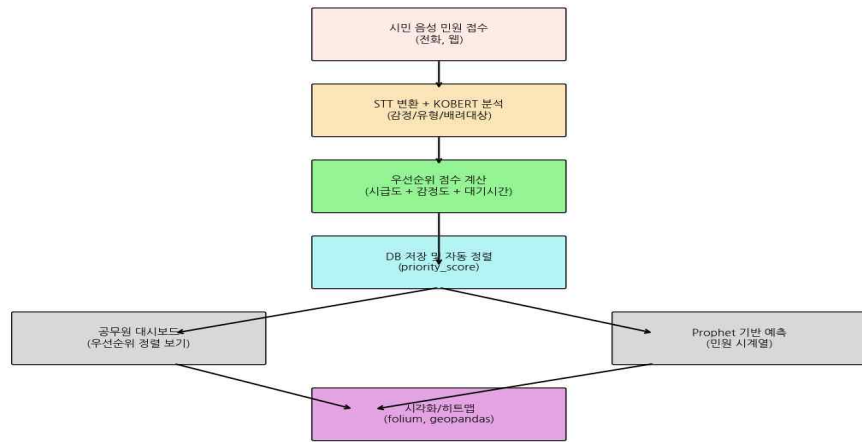 시민 음성 민원 접수
(전화, 웹)
STT 변환 + KOBERT 분석
(감정/유형/배려대상)
우선순위 점수 계산
(시급도 + 감정도 + 대기시간)
DB 저장 및 자동 정렬
(priority_score)
공무원 대시보드
(우선순위 정렬 보기)
Prophet 기반 예측
(민원 시계열)
시각화/히트맵
(folium, geopandas)